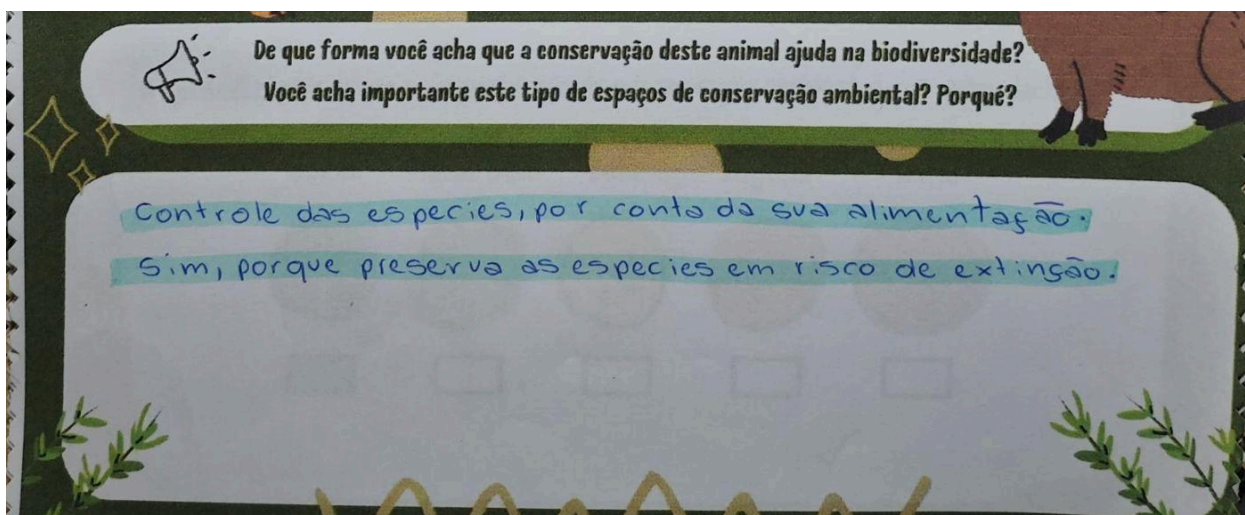 De que forma você acha que a conservação deste animal ajuda na biodiversidade?
Você acha importante este tipo de espaços de conservação ambiental? Porqué?
Controle das especies, por conta da sua alimentação.
Sim, porque preserva as especies em risco de extinsão.